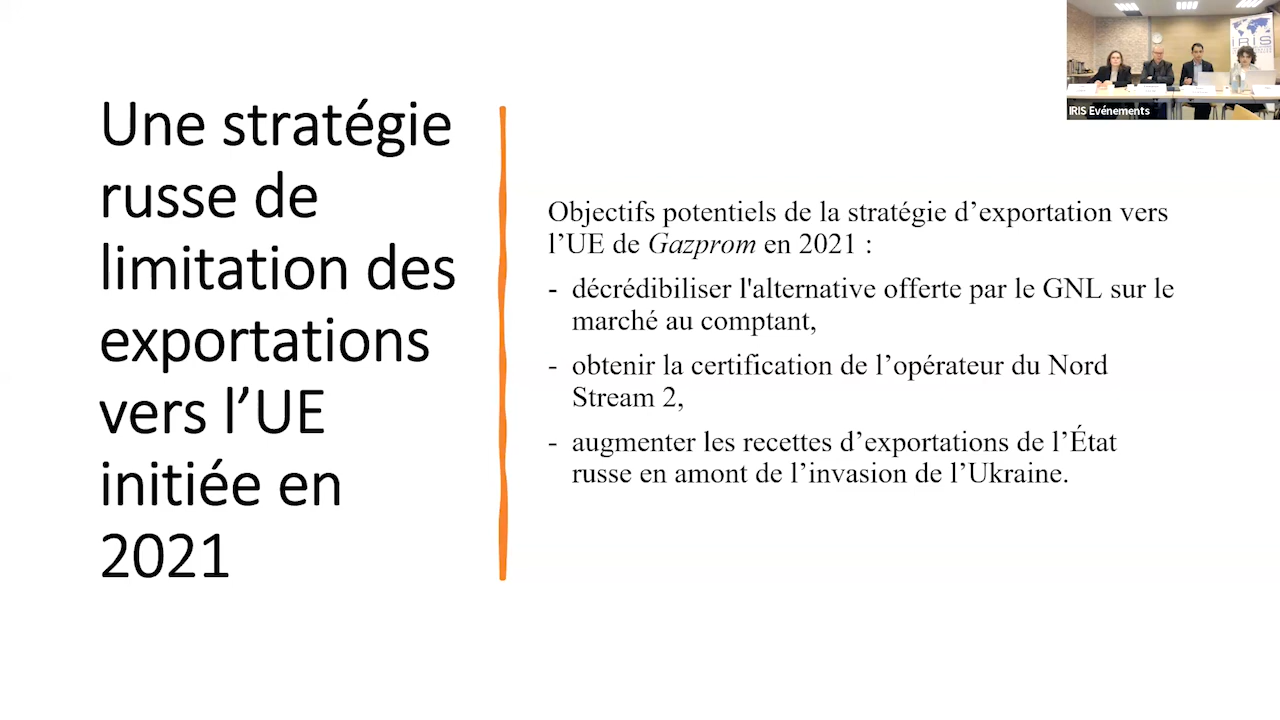 Une stratégie
russe de
limitation des
exportations
vers l’UE
initiée en
2021
Objectifs potentiels de la stratégie d’exportation vers
l’UE de Gazprom en 2021 :
- décrédibiliser l'alternative offerte par le GNL sur le
marché au comptant,
- obtenir la certification de l’opérateur du Nord
Stream 2,
- augmenter les recettes d’exportations de l’État
russe en amont de l’invasion de l’Ukraine.
IRIS
IRIS Evénements